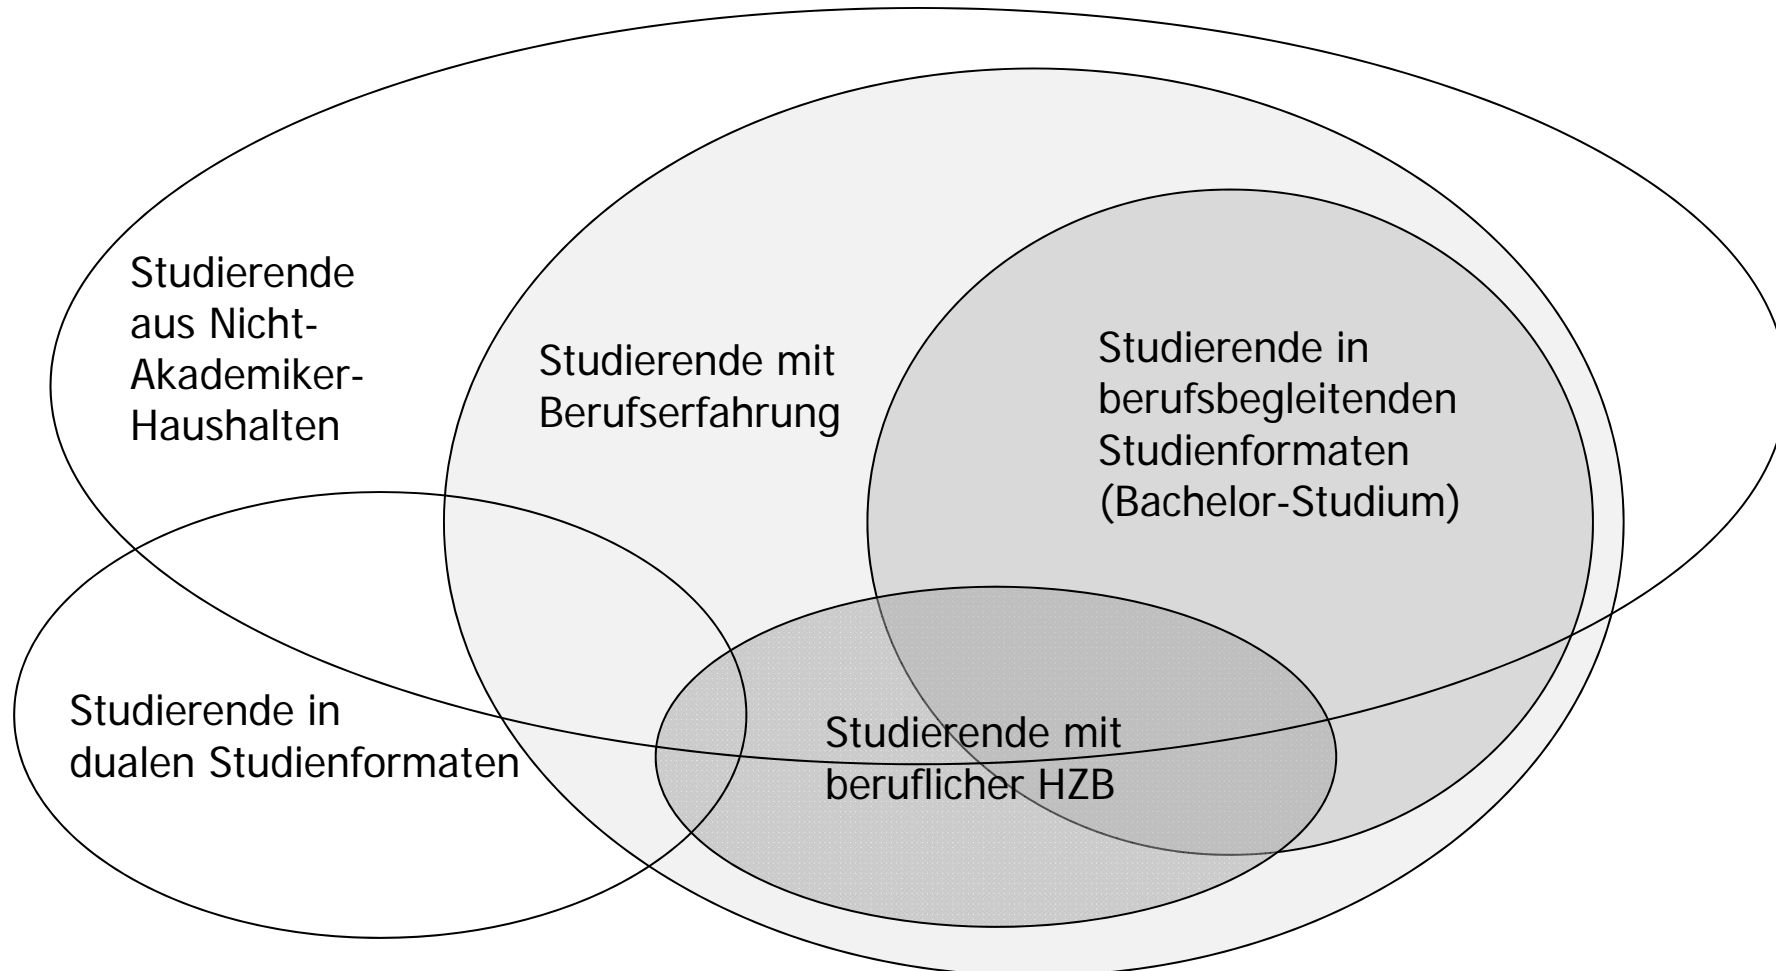 Studierende
aus Nicht-
Akademiker-
Haushalten
Studierende mit
Berufserfahrung
Studierende in
berufsbegleitenden
Studienformaten
(Bachelor-Studium)
Studierende in
dualen Studienformaten
Studierende mit
beruflicher HZB